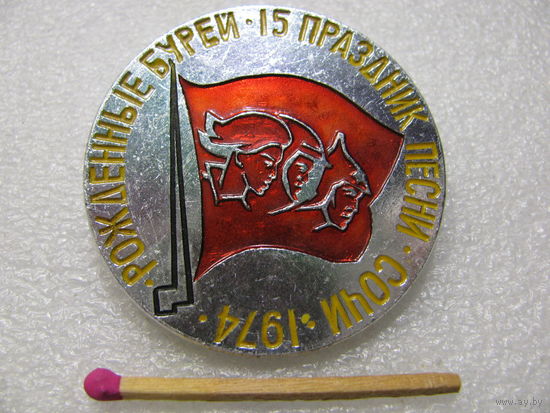 ·РОЖДЕННЫЕ БУРЕЙ · 15 ПРАЗДНИК ПЕСНИ · СОЧИ · 1974 ·
www.ay.by